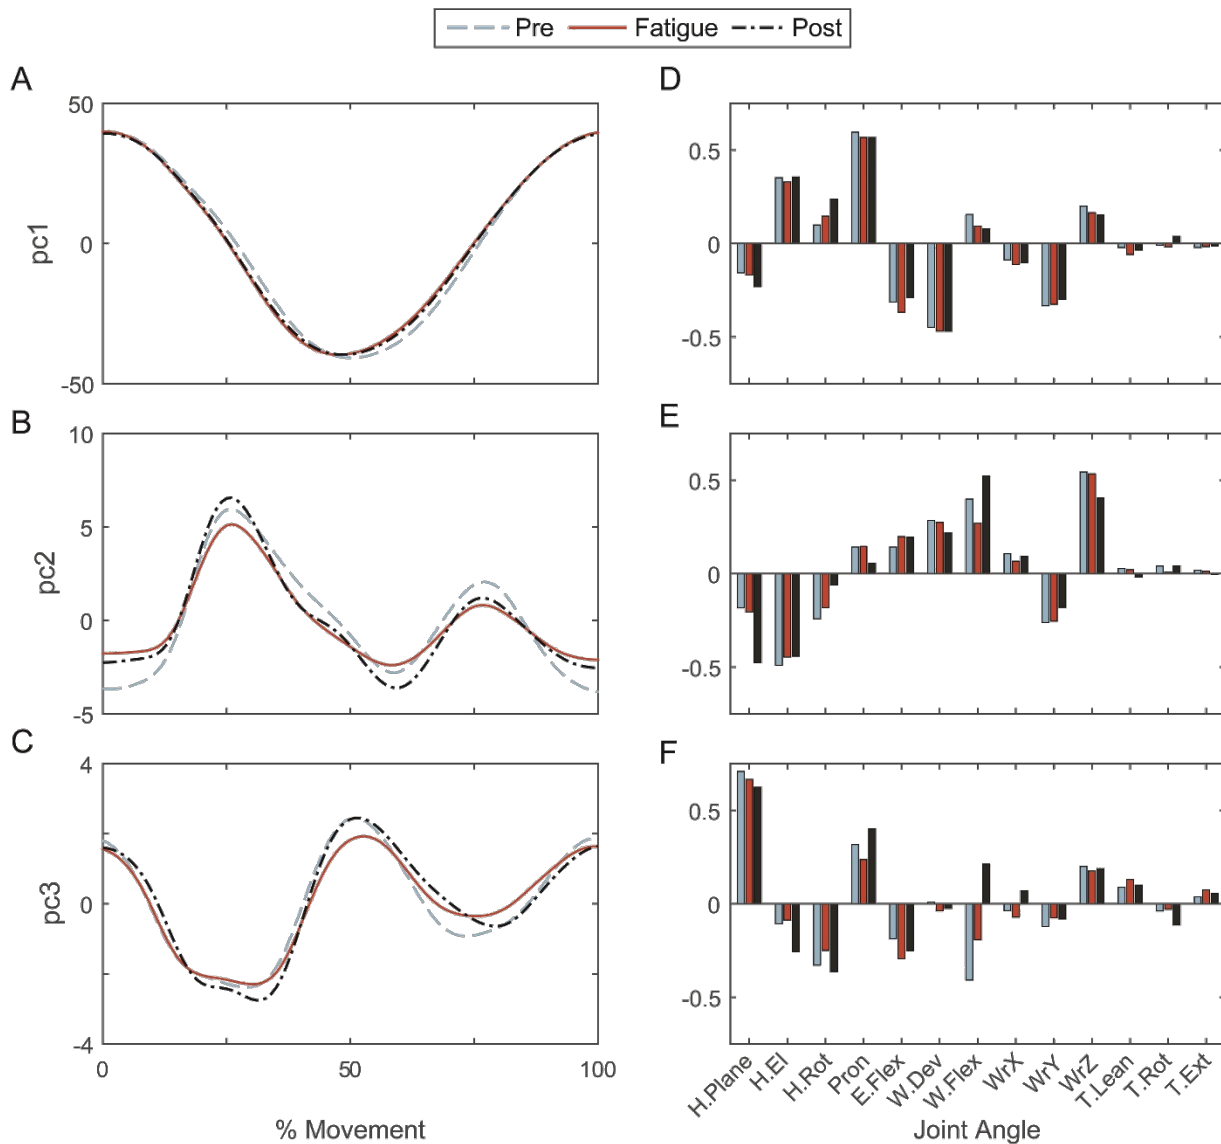 Pre Fatigue Post
A
50
0
-50
pc1
B
10
5
0
-5
pc2
C
4
0
-4
pc3
0 50 100
% Movement
D
0.5
0
-0.5
E
0.5
0
-0.5
F
0.5
0
-0.5
H.Plane H.El H.Rot Pron E.Flex W.Dev W.Flex WrX WrY WrZ T.Lean T.Rot T.Ext
Joint Angle